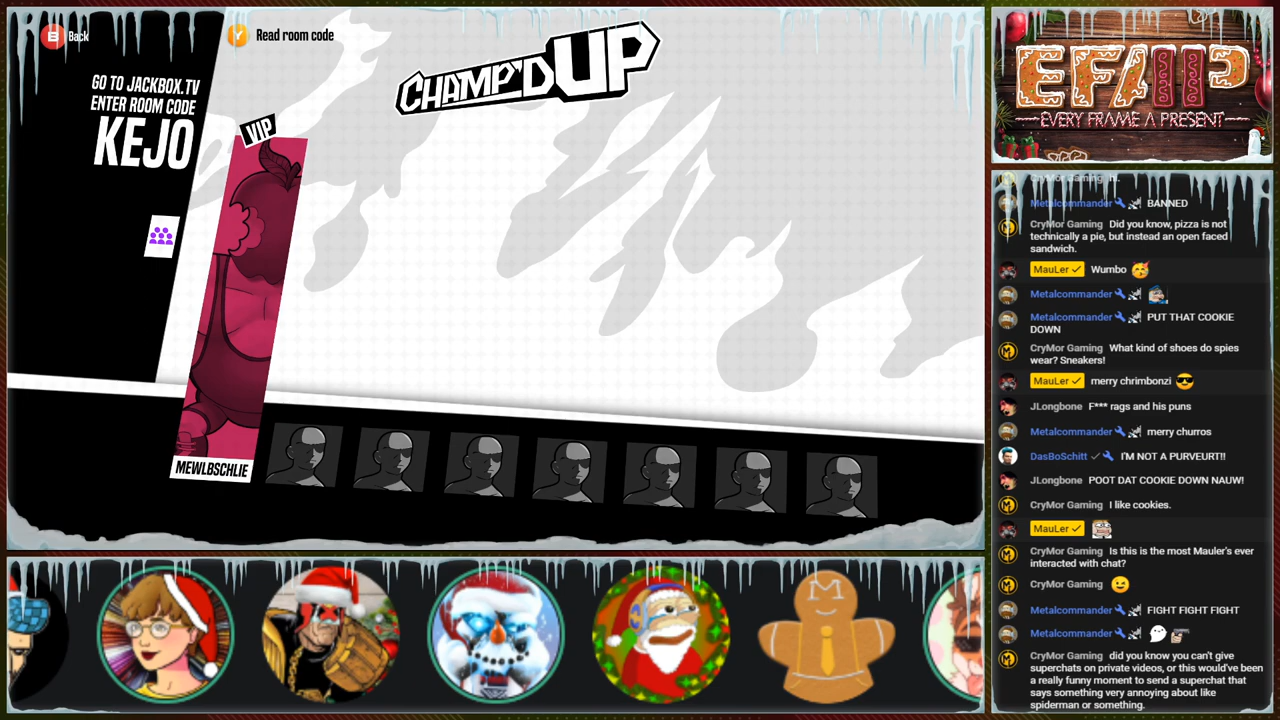 B Back
Y Read room code
GO TO JACKBOX.TV
ENTER ROOM CODE
KEJO
CHAMP'D UP
VIP
MEWLBSCHLIE
EFAP
EVERY FRAME A PRESENT
M
CryMor Gaming
Metalcommander BANNED
CryMor Gaming Did you know, pizza is not
technically a pie, but instead an open faced
sandwich.
MauLer Wumbo
Metalcommander
Metalcommander PUT THAT COOKIE
DOWN
CryMor Gaming What kind of shoes do spies
wear? Sneakers!
MauLer merry chrimbonzi
JLongbone F*** rags and his puns
Metalcommander merry churros
DasBoSchitt I'M NOT A PURVEURT!!
JLongbone POOT DAT COOKIE DOWN NAUW!
CryMor Gaming I like cookies.
MauLer
CryMor Gaming Is this is the most Mauler's ever
interacted with chat?
CryMor Gaming
Metalcommander FIGHT FIGHT FIGHT
Metalcommander
CryMor Gaming did you know you can't give
superchats on private videos, or this would've been
a really funny moment to send a superchat that
says something very annoying about like
spiderman or something.